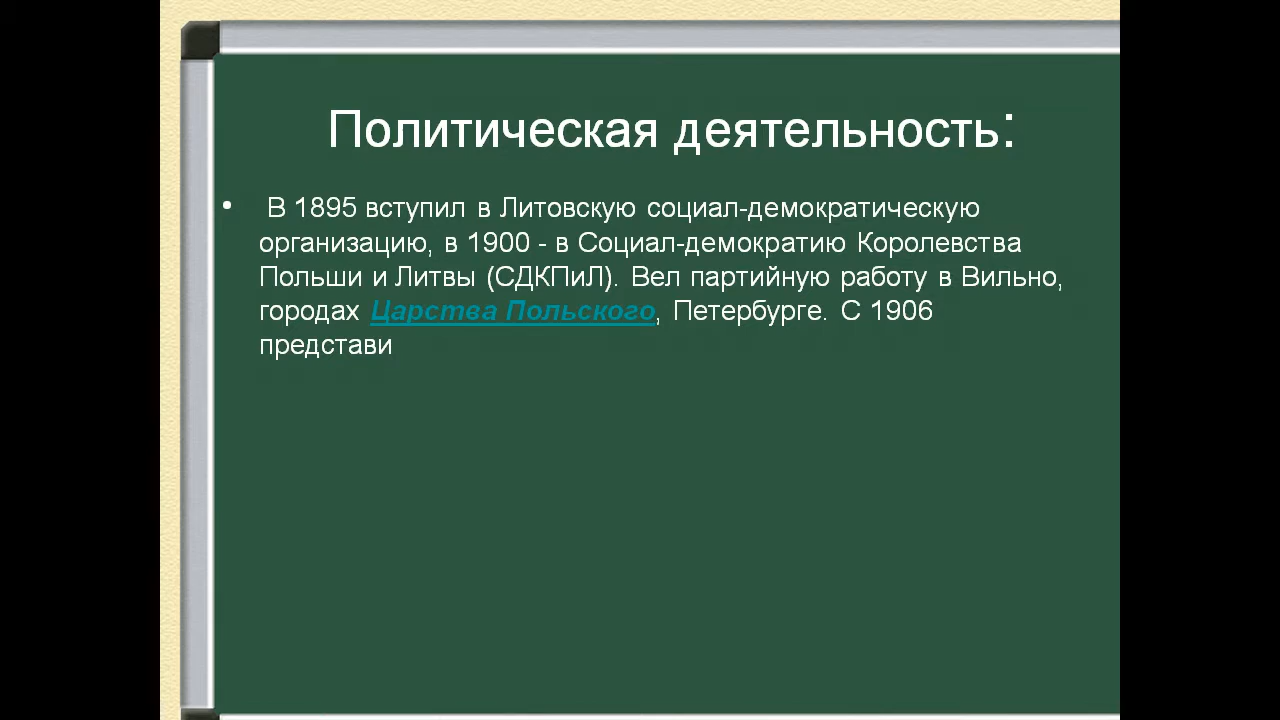 Политическая деятельность:
• В 1895 вступил в Литовскую социал-демократическую
организацию, в 1900 - в Социал-демократию Королевства
Польши и Литвы (СДКПиЛ). Вел партийную работу в Вильно,
городах Царства Польского, Петербурге. С 1906
представи